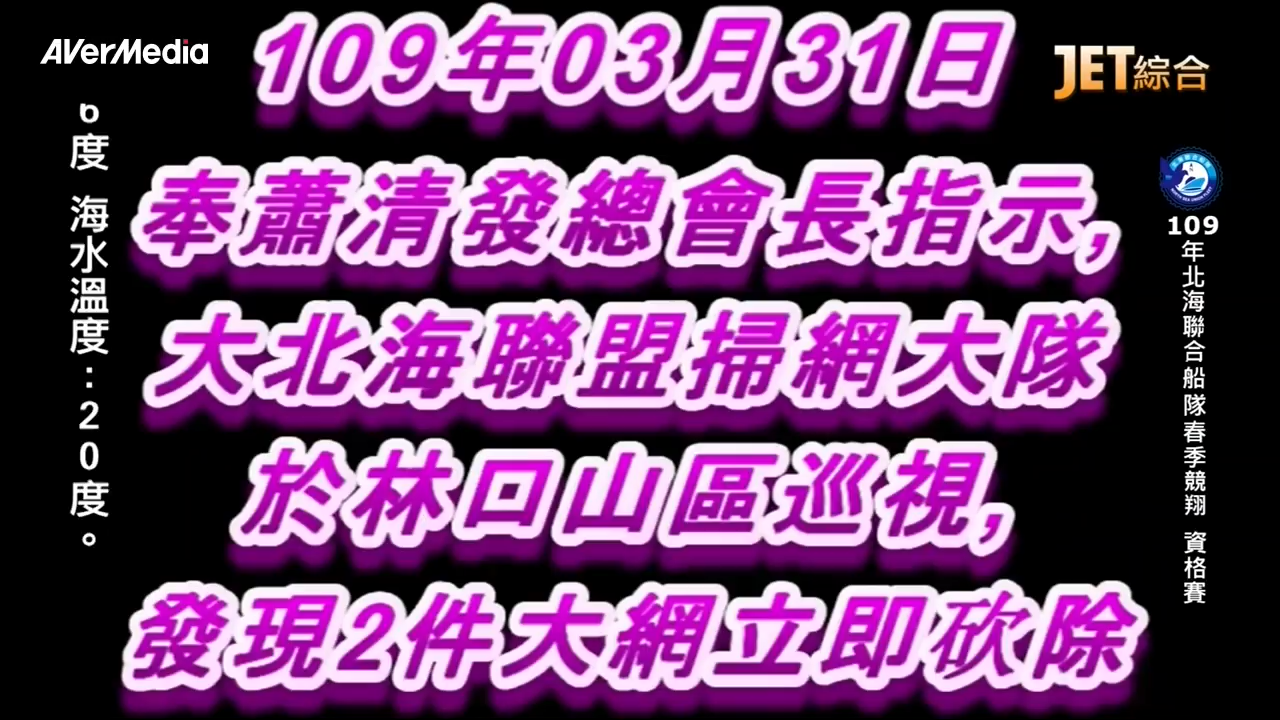 AVerMedia
JET綜合
109年03月31日
奉蕭清發總會長指示,
大北海聯盟掃網大隊
於林口山區巡視,
發現2件大網立即砍除
度 海水溫度:20度。
109年北海聯合船隊春季競翔 資格賽